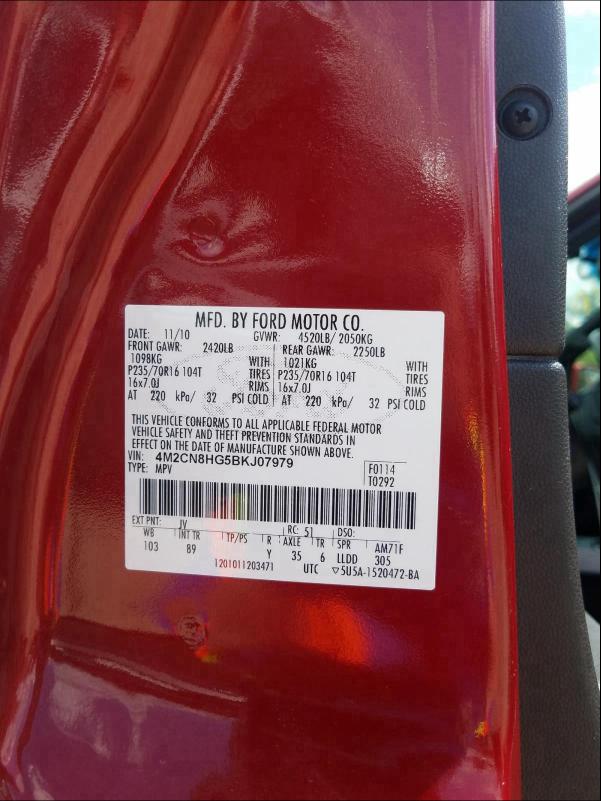 MFD. BY FORD MOTOR CO.
DATE: 11/10 GVWR: 4520LB/ 2050KG
FRONT GAWR: 2420LB REAR GAWR: 2250LB
1098KG WITH 1021KG WITH
P235/70R16 104T TIRES P235/70R16 104T TIRES
16x7.0J RIMS 16x7.0J RIMS
AT 220 kPa/ 32 PSI COLD AT 220 kPa/ 32 PSI COLD
THIS VEHICLE CONFORMS TO ALL APPLICABLE FEDERAL MOTOR
VEHICLE SAFETY AND THEFT PREVENTION STANDARDS IN
EFFECT ON THE DATE OF MANUFACTURE SHOWN ABOVE.
VIN: 4M2CN8HG5BKJ07979 F0114
TYPE: MPV T0292
EXT PNT: JV RC: 51 DSO:
WB INT TR TP/PS R AXLE TR SPR AM71F
103 89 Y 35 6 LLDD 305
1201011203471 UTC ▽5U5A-1520472-BA